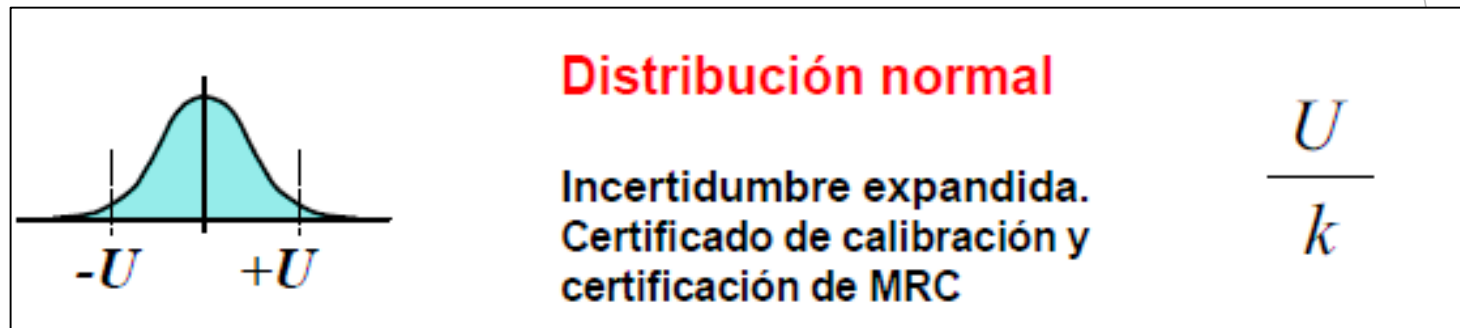 Distribución normal
Incertidumbre expandida.
Certificado de calibración y
certificación de MRC
-U +U
U
k